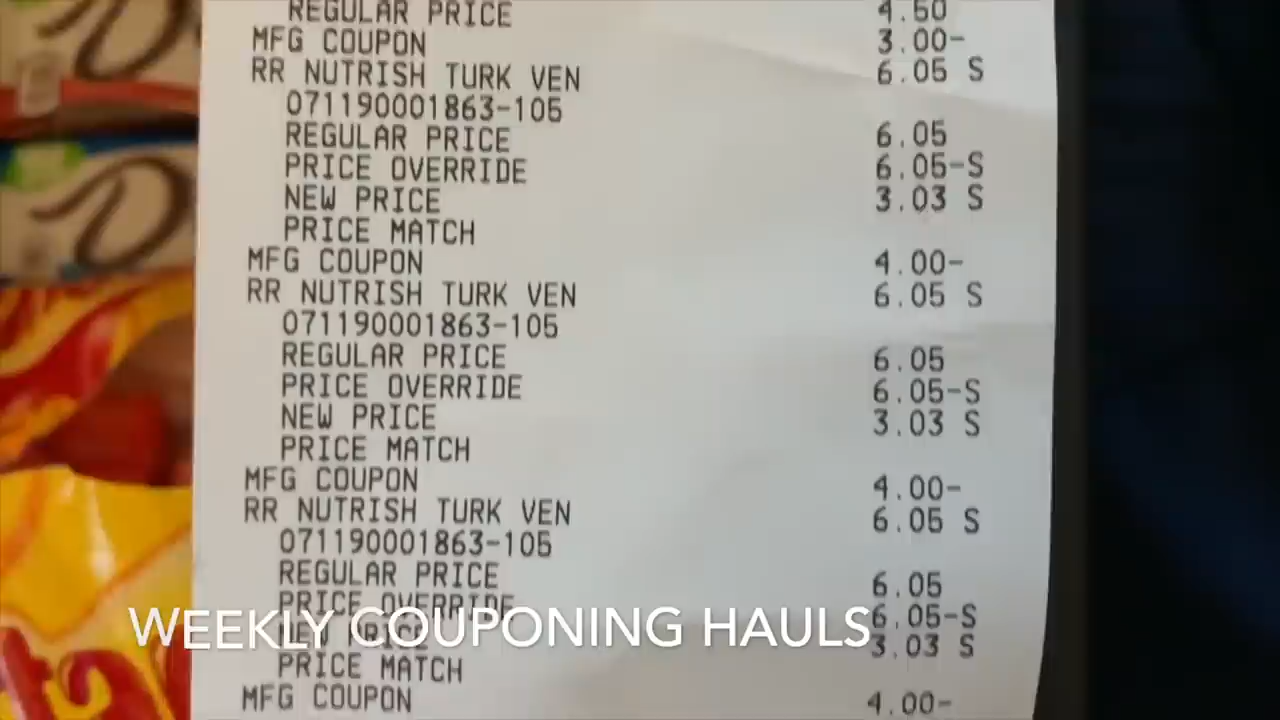 REGULAR PRICE 4.50
MFG COUPON 3.00-
RR NUTRISH TURK VEN 6.05 S
071190001863-105
REGULAR PRICE 6.05
PRICE OVERRIDE 6.05-S
NEW PRICE 3.03 S
PRICE MATCH
MFG COUPON 4.00-
RR NUTRISH TURK VEN 6.05 S
071190001863-105
REGULAR PRICE 6.05
PRICE OVERRIDE 6.05-S
NEW PRICE 3.03 S
PRICE MATCH
MFG COUPON 4.00-
RR NUTRISH TURK VEN 6.05 S
071190001863-105
REGULAR PRICE 6.05
PRICE OVERRIDE 6.05-S
WEEKLY COUPONING HAULS
NEW PRICE 3.03 S
PRICE MATCH
MFG COUPON 4.00-